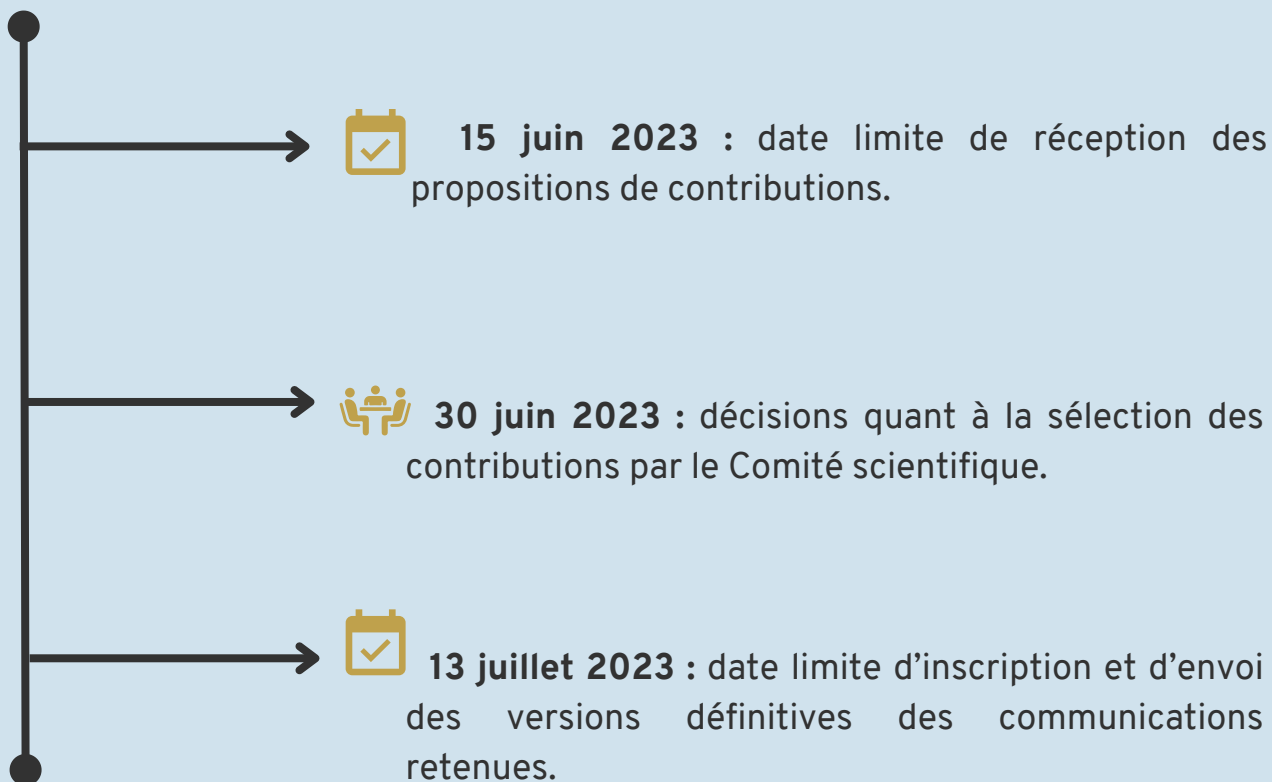 15 juin 2023 : date limite de réception des
propositions de contributions.
30 juin 2023 : décisions quant à la sélection des
contributions par le Comité scientifique.
13 juillet 2023 : date limite d’inscription et d’envoi
des versions définitives des communications
retenues.